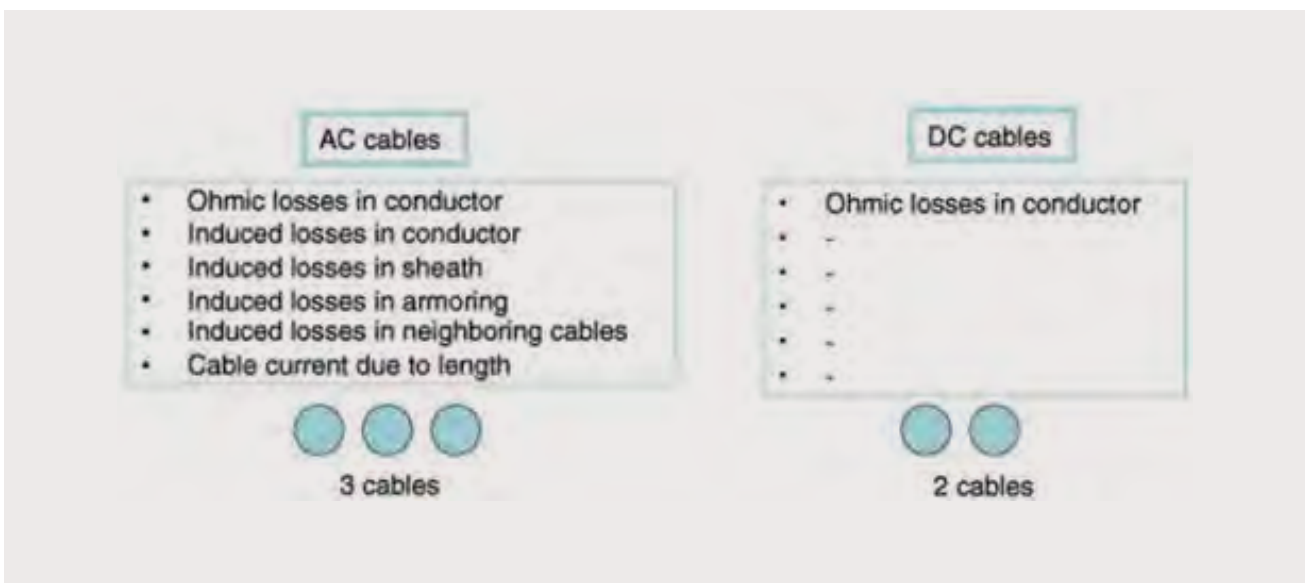 AC cables
• Ohmic losses in conductor
• Induced losses in conductor
• Induced losses in sheath
• Induced losses in armoring
• Induced losses in neighboring cables
• Cable current due to length
3 cables
DC cables
• Ohmic losses in conductor
• -
• -
• -
• -
• -
2 cables